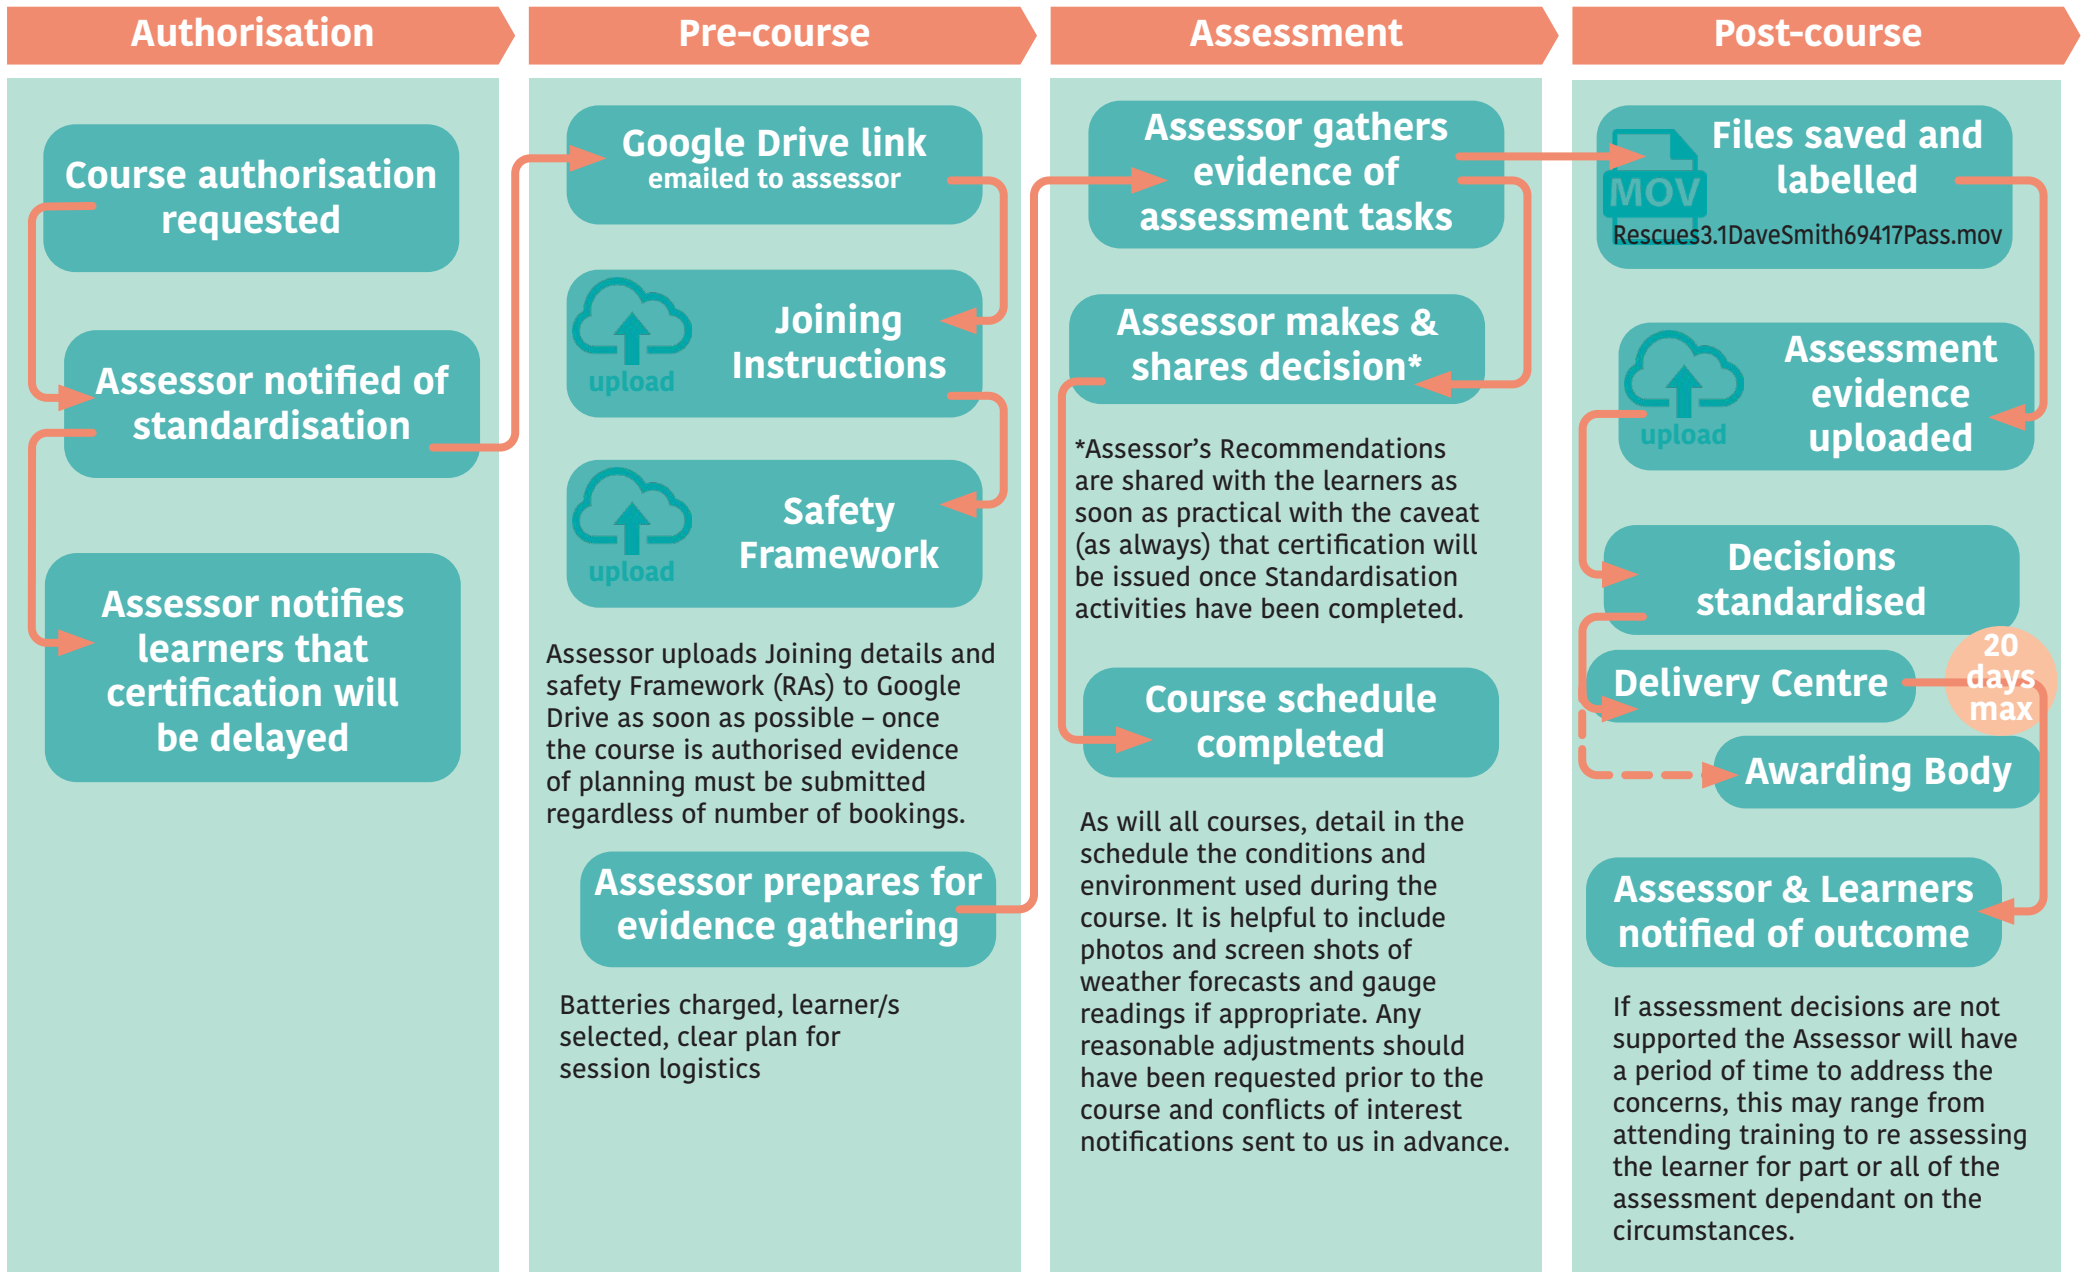 Authorisation
Course authorisation
requested
Assessor notified of
standardisation
Assessor notifies
learners that
certification will
be delayed
Pre-course
Google Drive link
emailed to assessor
upload
Joining
Instructions
upload
Safety
Framework
Assessor uploads Joining details and
safety Framework (RAs) to Google
Drive as soon as possible – once
the course is authorised evidence
of planning must be submitted
regardless of number of bookings.
Assessor prepares for
evidence gathering
Batteries charged, learner/s
selected, clear plan for
session logistics
Assessment
Assessor gathers
evidence of
assessment tasks
Assessor makes &
shares decision*
*Assessor’s Recommendations
are shared with the learners as
soon as practical with the caveat
(as always) that certification will
be issued once Standardisation
activities have been completed.
Course schedule
completed
As will all courses, detail in the
schedule the conditions and
environment used during the
course. It is helpful to include
photos and screen shots of
weather forecasts and gauge
readings if appropriate. Any
reasonable adjustments should
have been requested prior to the
course and conflicts of interest
notifications sent to us in advance.
Post-course
Files saved and
labelled
MOV
Rescues3.1DaveSmith69417Pass.mov
upload
Assessment
evidence
uploaded
Decisions
standardised
Delivery Centre
20
days
max
Awarding Body
Assessor & Learners
notified of outcome
If assessment decisions are not
supported the Assessor will have
a period of time to address the
concerns, this may range from
attending training to re assessing
the learner for part or all of the
assessment dependant on the
circumstances.